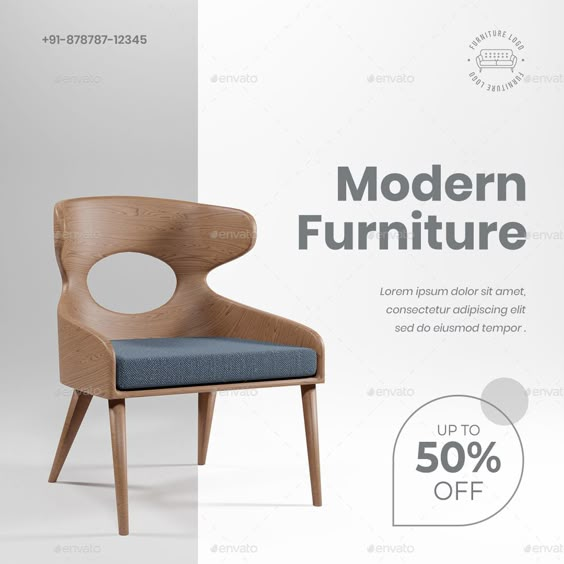 +91-878787-12345
FURNITURE LOGO
FURNITURE LOGO
Modern
Furniture
Lorem ipsum dolor sit amet,
consectetur adipiscing elit
sed do eiusmod tempor .
UP TO
50%
OFF
envato